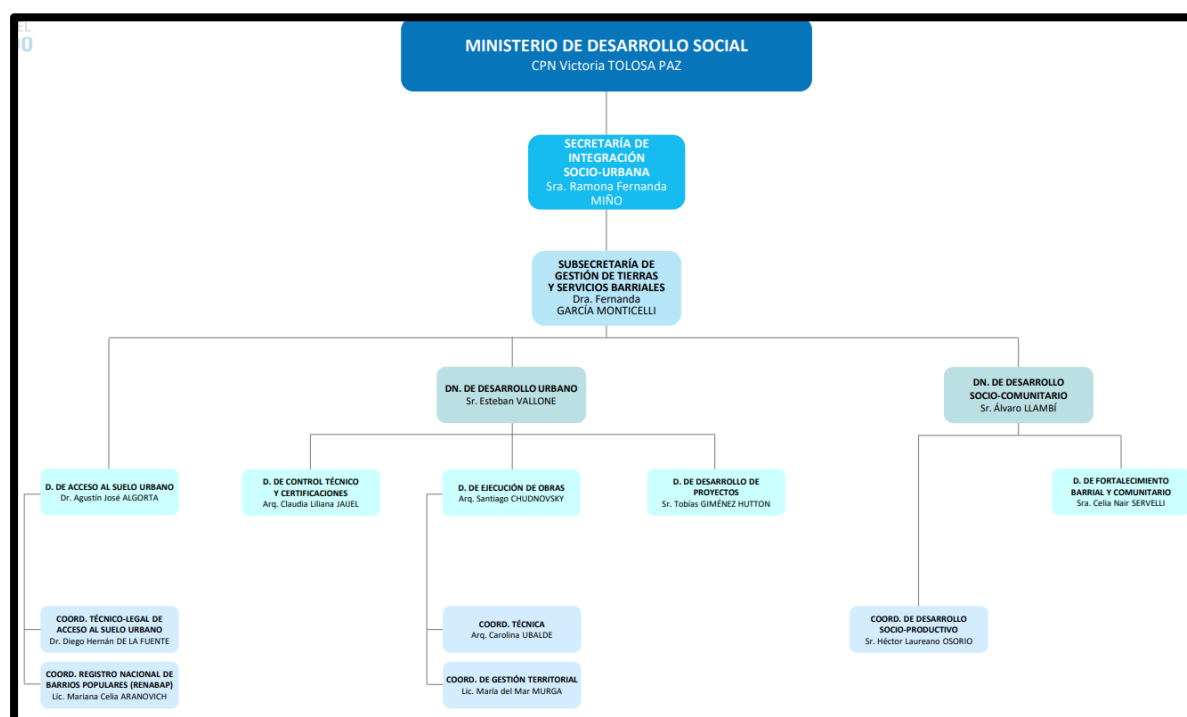 MINISTERIO DE DESARROLLO SOCIAL
CPN Victoria TOLOSA PAZ
SECRETARÍA DE
INTEGRACIÓN
SOCIO-URBANA
Sra. Ramona Fernanda
MIÑO
SUBSECRETARÍA DE
GESTIÓN DE TIERRAS
Y SERVICIOS BARRIALES
Dra. Fernanda
GARCÍA MONTICELLI
DN. DE DESARROLLO URBANO
Sr. Esteban VALLONE
DN. DE DESARROLLO
SOCIO-COMUNITARIO
Sr. Álvaro LLAMBÍ
D. DE ACCESO AL SUELO URBANO
Dr. Agustín José ALGORTA
D. DE CONTROL TÉCNICO
Y CERTIFICACIONES
Arq. Claudia Liliana JAIJEL
D. DE EJECUCIÓN DE OBRAS
Arq. Santiago CHUDNOVSKY
D. DE DESARROLLO DE
PROYECTOS
Sr. Tobías GIMÉNEZ HUTTON
D. DE FORTALECIMIENTO
BARRIAL Y COMUNITARIO
Sra. Celia Nair SERVELLI
COORD. TÉCNICO-LEGAL DE
ACCESO AL SUELO URBANO
Dr. Diego Hernán DE LA FUENTE
COORD. TÉCNICA
Arq. Carolina UBALDE
COORD. DE DESARROLLO
SOCIO-PRODUCTIVO
Sr. Héctor Laureano OSORIO
COORD. REGISTRO NACIONAL DE
BARRIOS POPULARES (RENABAP)
Lic. Mariana Celia ARANOVICH
COORD. DE GESTIÓN TERRITORIAL
Lic. María del Mar MURGA